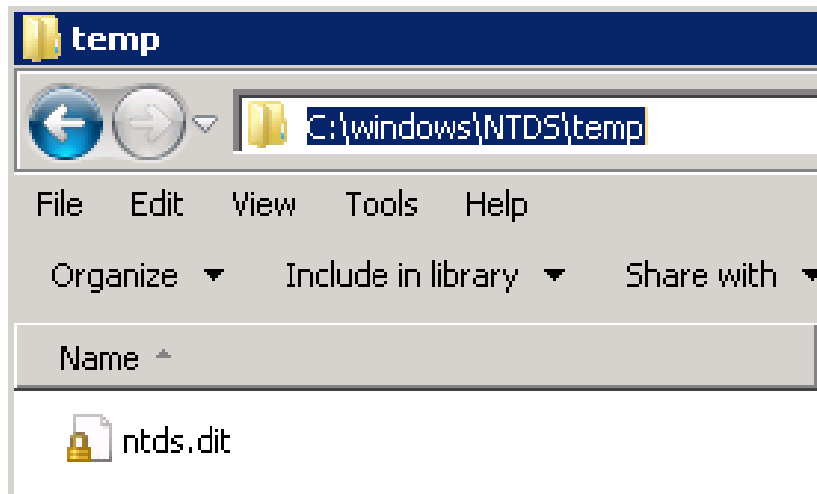 temp
C:\windows\NTDS\temp
File Edit View Tools Help
Organize Include in library Share with
Name
ntds.dit